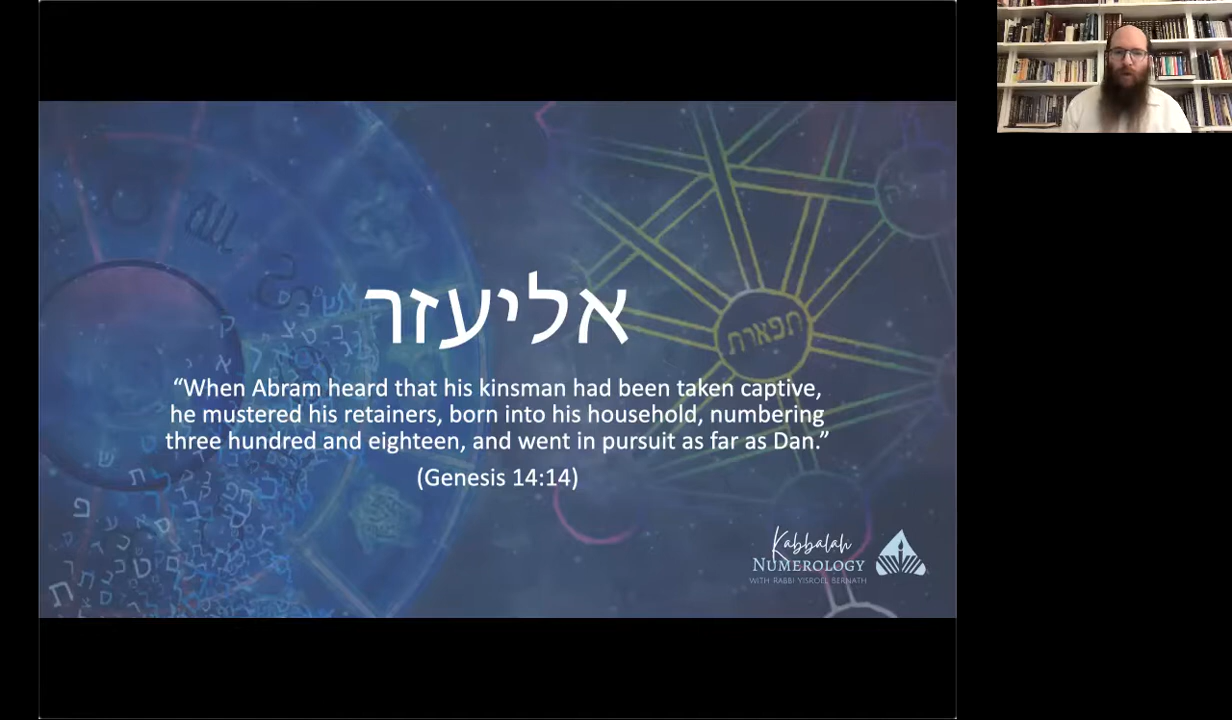 אליעזר
“When Abram heard that his kinsman had been taken captive,
he mustered his retainers, born into his household, numbering
three hundred and eighteen, and went in pursuit as far as Dan.”
(Genesis 14:14)
תפארת
Kabbalah
NUMEROLOGY
WITH RABBI YISROEL BERNATH